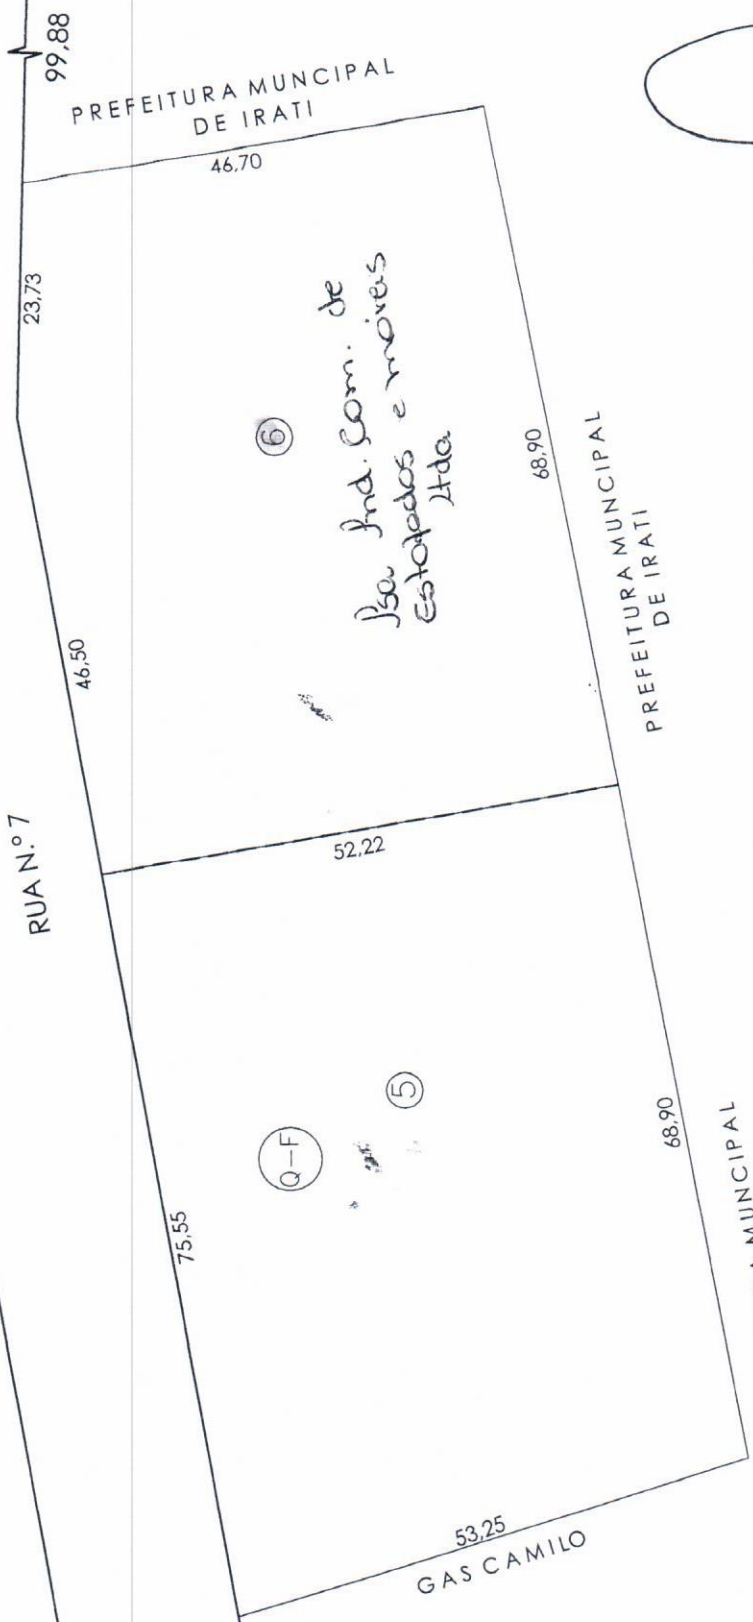 99,88
PREFEITURA MUNCIPAL
DE IRATI
46,70
23,73
6
Ind. Com. de
Estofados e móveis
Ltda
68,90
PREFEITURA MUNCIPAL
DE IRATI
46,50
RUA N.º 7
52,22
Q-F
5
75,55
68,90
MUNCIPAL
53,25
GAS CAMILO